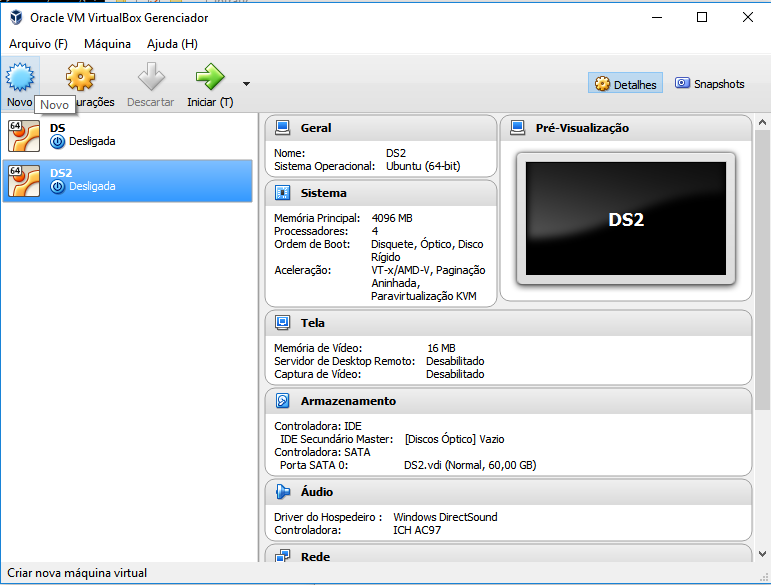 Oracle VM VirtualBox Gerenciador
Arquivo (F) Máquina Ajuda (H)
Novo urações Descartar Iniciar (T) Detalhes Snapshots
Novo
64 DS
Desligada
64 DS2
Desligada
Geral
Nome: DS2
Sistema Operacional: Ubuntu (64-bit)
Pré-Visualização
DS2
Sistema
Memória Principal: 4096 MB
Processadores: 4
Ordem de Boot: Disquete, Óptico, Disco
Rígido
Aceleração: VT-x/AMD-V, Paginação
Aninhada,
Paravirtualização KVM
Tela
Memória de Vídeo: 16 MB
Servidor de Desktop Remoto: Desabilitado
Captura de Vídeo: Desabilitado
Armazenamento
Controladora: IDE
IDE Secundário Master: [Discos Óptico] Vazio
Controladora: SATA
Porta SATA 0: DS2.vdi (Normal, 60,00 GB)
Áudio
Driver do Hospedeiro : Windows DirectSound
Controladora: ICH AC97
Rede
Criar nova máquina virtual